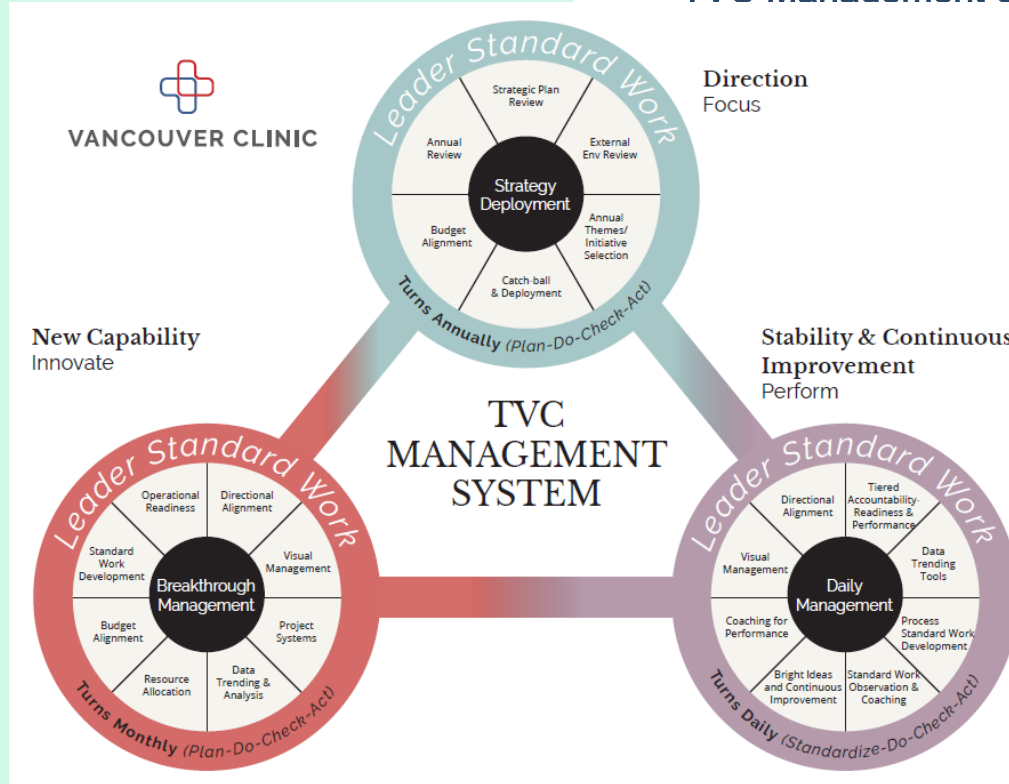 TVC Management
VANCOUVER CLINIC
Direction
Focus
Leader Standard Work
Strategic Plan
Review
External
Env Review
Annual
Themes/
Initiative
Selection
Catch-ball
& Deployment
Budget
Alignment
Annual
Review
Strategy
Deployment
Turns Annually (Plan-Do-Check-Act)
New Capability
Innovate
Stability & Continuous
Improvement
Perform
TVC
MANAGEMENT
SYSTEM
Leader Standard Work
Operational
Readiness
Directional
Alignment
Visual
Management
Project
Systems
Data
Trending &
Analysis
Resource
Allocation
Budget
Alignment
Standard
Work
Development
Breakthrough
Management
Turns Monthly (Plan-Do-Check-Act)
Leader Standard Work
Directional
Alignment
Tiered
Accountability-
Readiness &
Performance
Data
Trending
Tools
Process
Standard Work
Development
Standard Work
Observation &
Coaching
Bright Ideas
and Continuous
Improvement
Coaching for
Performance
Visual
Management
Daily
Management
Turns Daily (Standardize-Do-Check-Act)